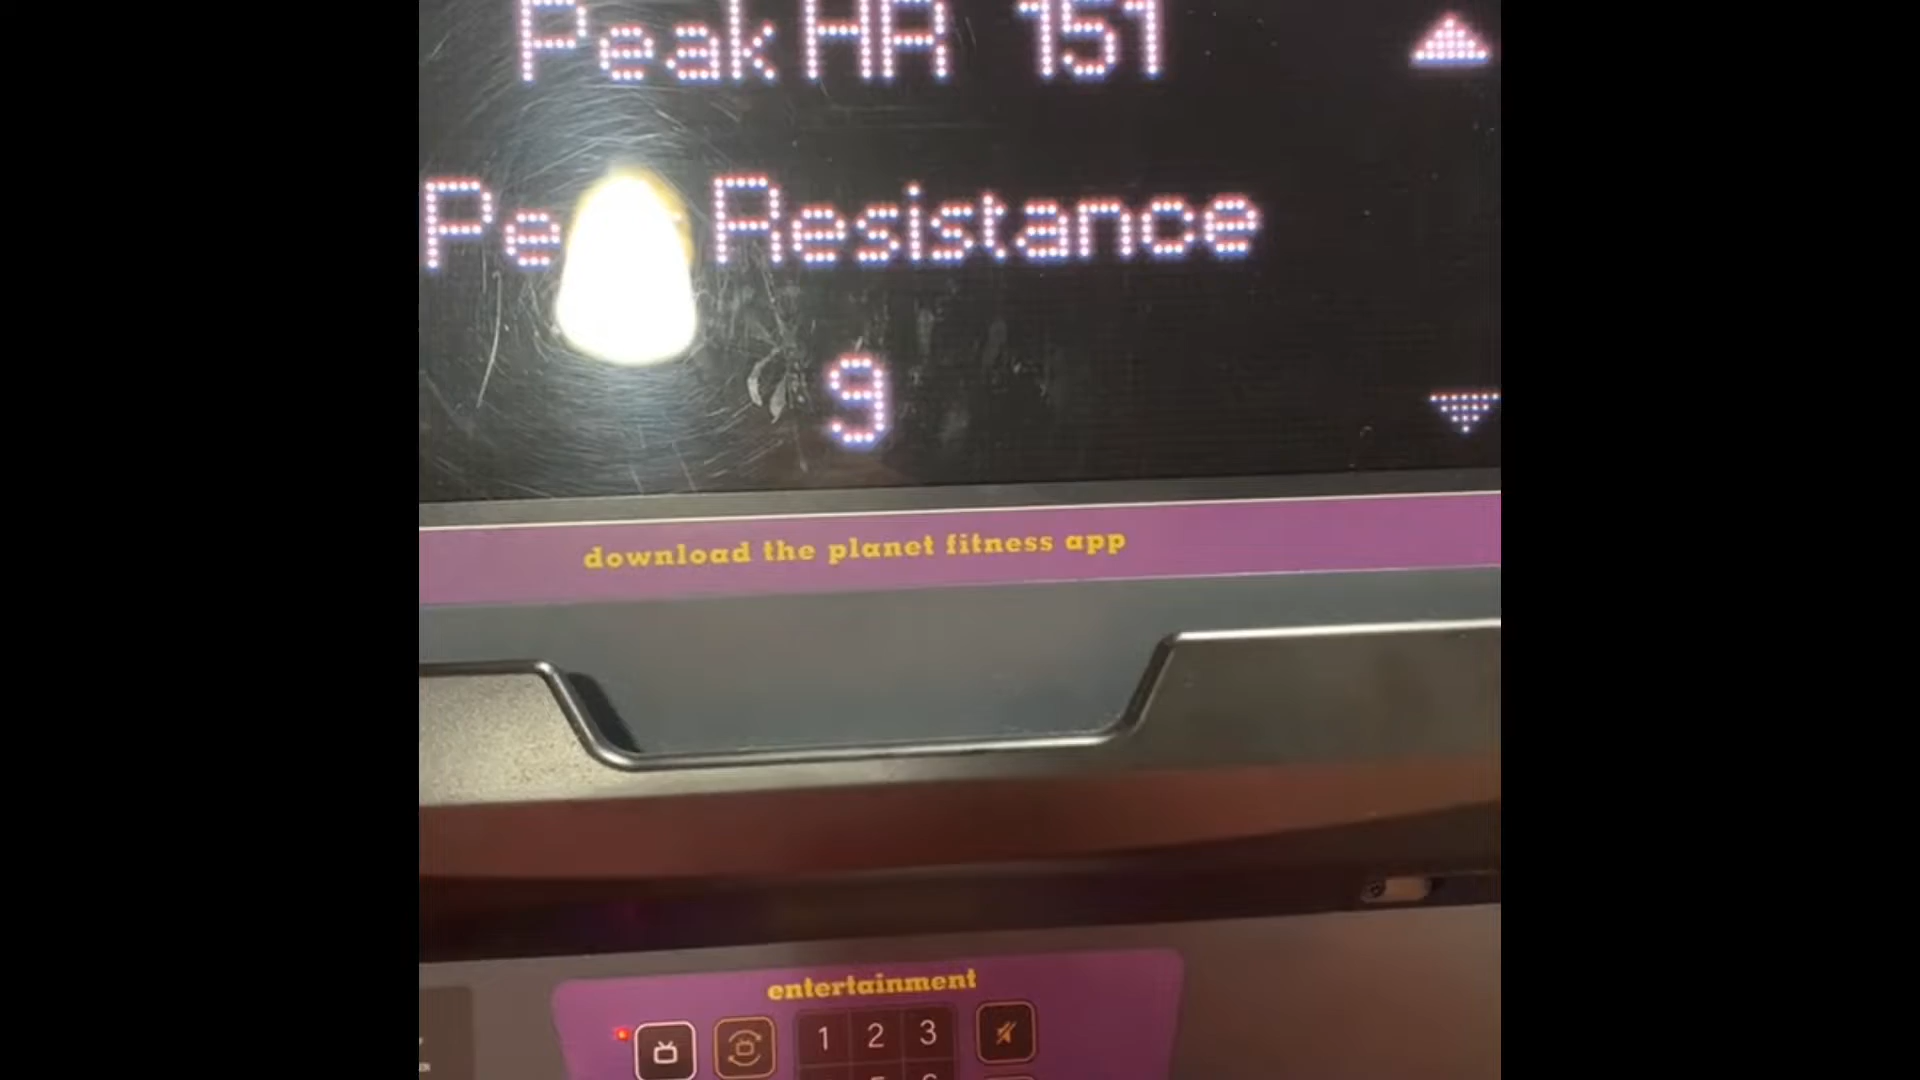 Peak HR 151
Resistance
9
download the planet fitness app
entertainment
1 2 3